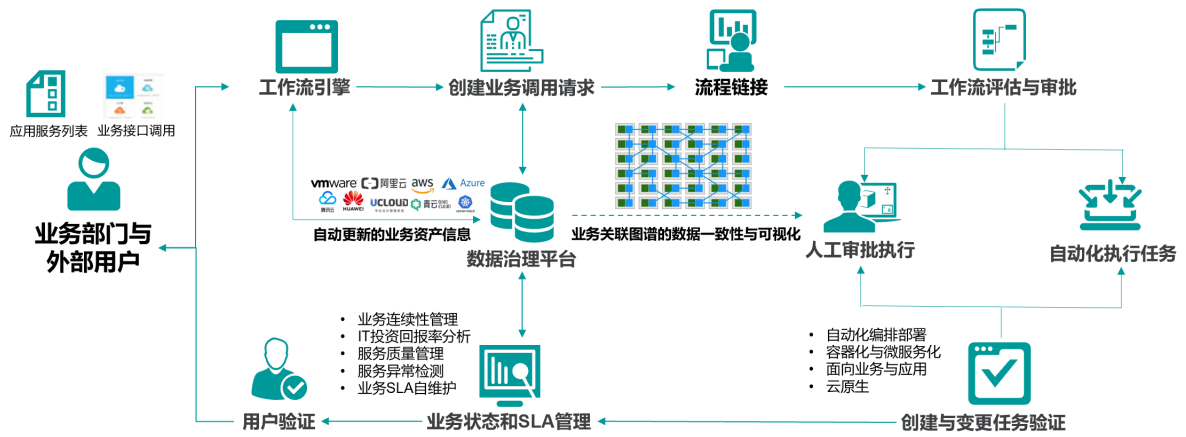 工作流引擎
创建业务调用请求
流程链接
工作流评估与审批
应用服务列表
业务接口调用
业务部门与
外部用户
vmware
阿里云
aws
Azure
腾讯云
HUAWEI
UCLOUD
青云
自动更新的业务资产信息
数据治理平台
业务关联图谱的数据一致性与可视化
人工审批执行
自动化执行任务
• 业务连续性管理
• IT投资回报率分析
• 服务质量管理
• 服务异常检测
• 业务SLA自维护
• 自动化编排部署
• 容器化与微服务化
• 面向业务与应用
• 云原生
用户验证
业务状态和SLA管理
创建与变更任务验证